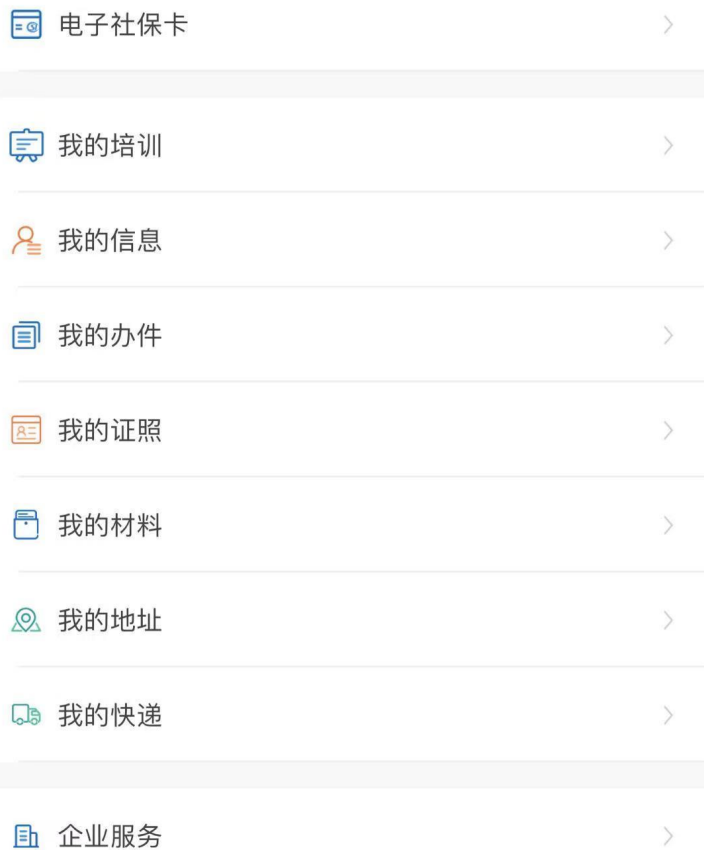 电子社保卡
我的培训
我的信息
我的办件
我的证照
我的材料
我的地址
我的快递
企业服务